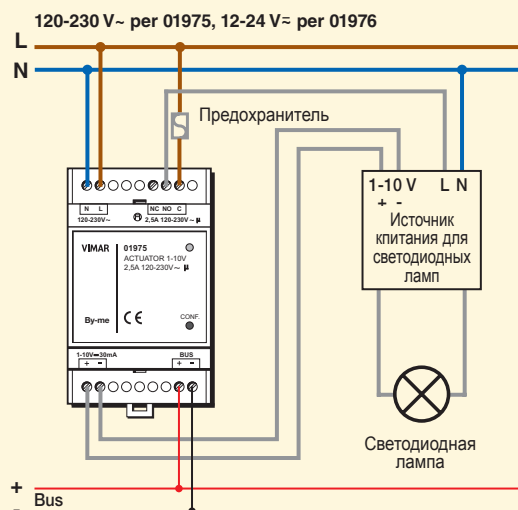 120-230 V~ per 01975, 12-24 V≂ per 01976
L
N
Предохранитель
N L
NC NO C
120-230V~
2,5A 120-230V~ µ
1-10 V L N
+ -
Источник
кпитания для
светодиодных
ламп
VIMAR
01975
ACTUATOR 1-10V
2,5A 120-230V~ µ
By-me
CE
CONF.
1-10V⎓30mA
BUS
+ -
+ -
Светодиодная
лампа
+
Bus
-